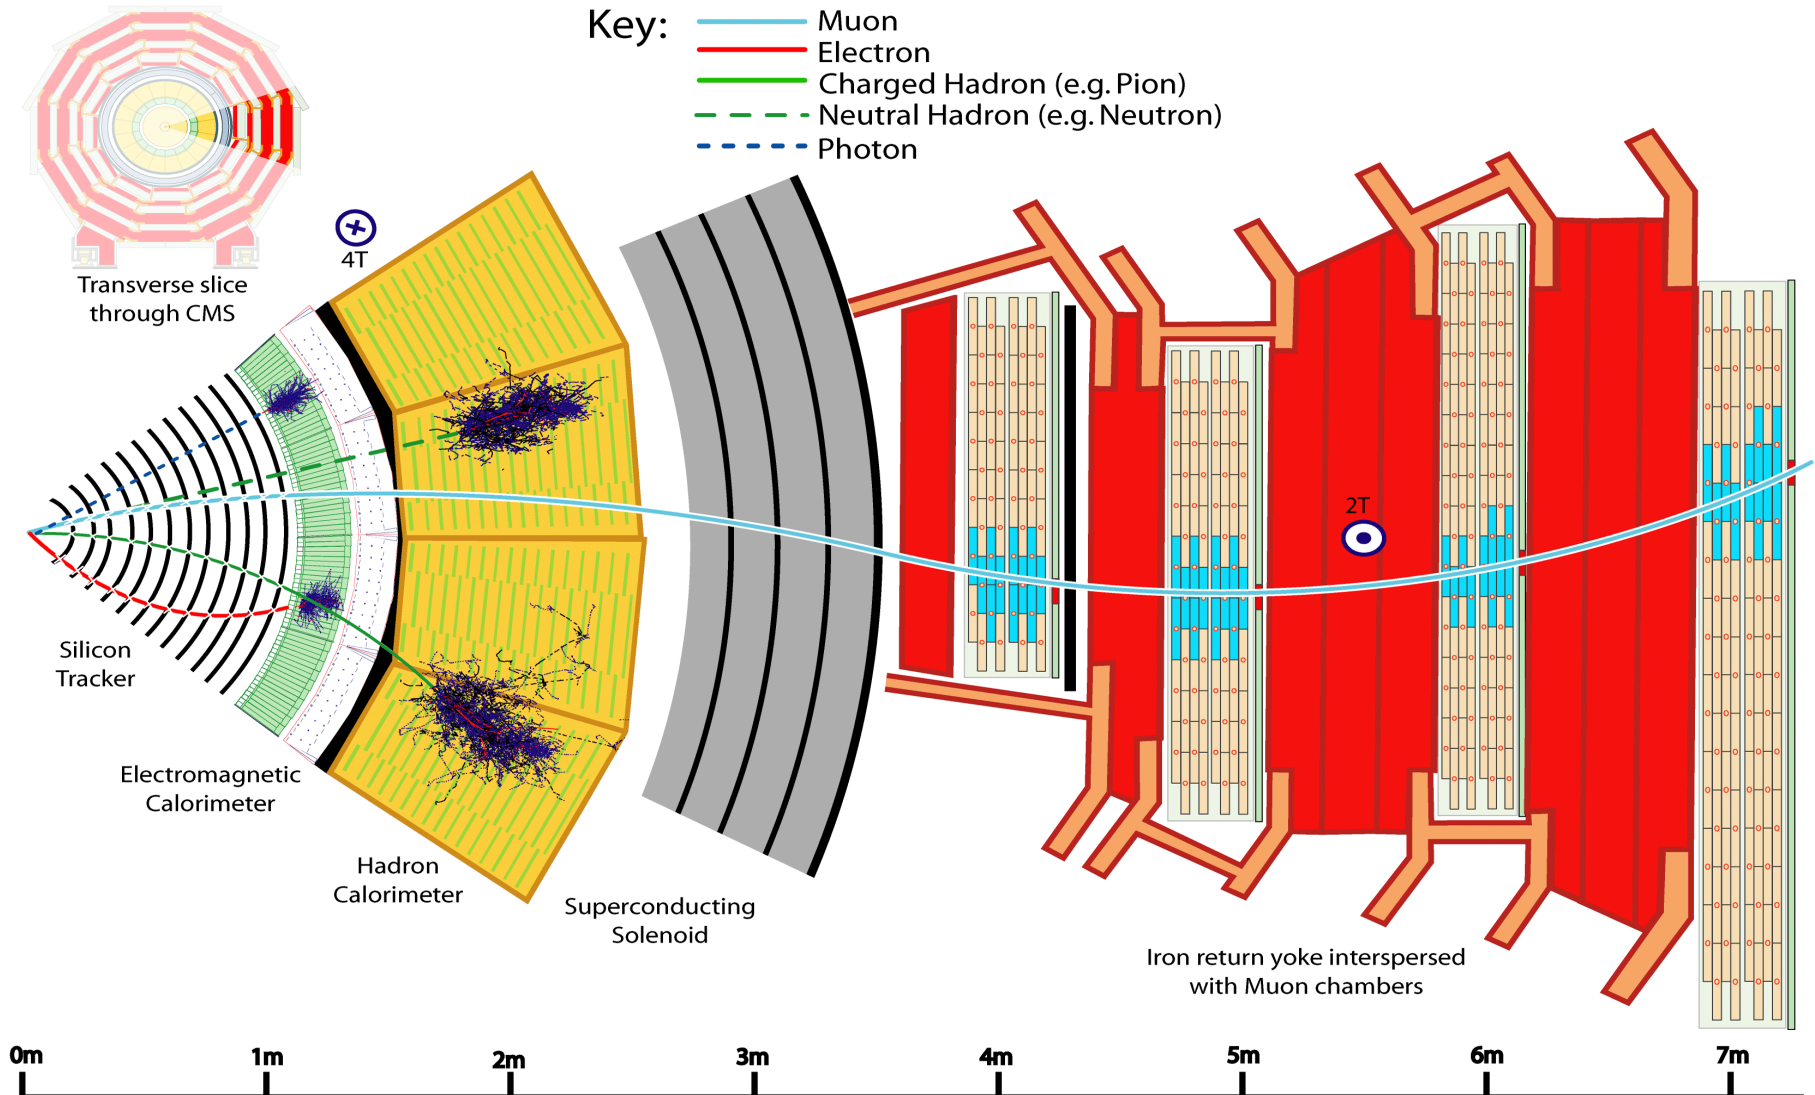 Key:
Muon
Electron
Charged Hadron (e.g. Pion)
Neutral Hadron (e.g. Neutron)
Photon
Transverse slice
through CMS
4T
2T
Silicon
Tracker
Electromagnetic
Calorimeter
Hadron
Calorimeter
Superconducting
Solenoid
Iron return yoke interspersed
with Muon chambers
0m 1m 2m 3m 4m 5m 6m 7m